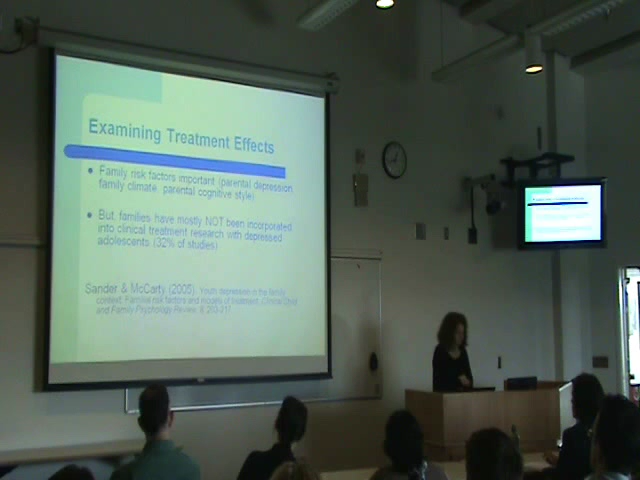 Examining Treatment Effects
• Family risk factors important (parental depression
family climate, parental cognitive style)
• But, families have mostly NOT been incorporated
into clinical treatment research with depressed
adolescents. (32% of studies)
Sander & McCarty (2005). Youth depression in the family
context: Familial risk factors and models of treatment. Clinical Child
and Family Psychology Review, 8, 203-217